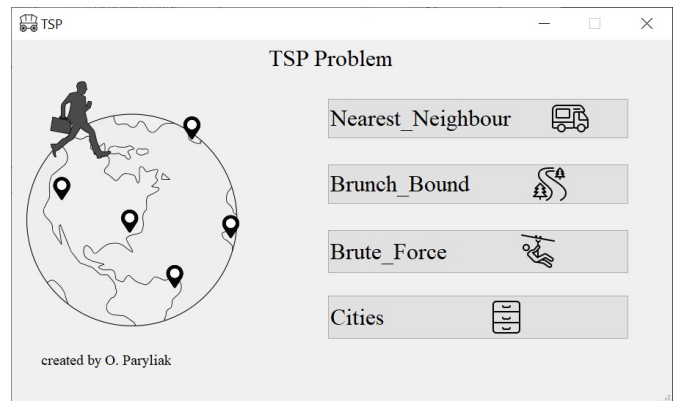 TSP
TSP Problem
Nearest_Neighbour
Brunch_Bound
Brute_Force
Cities
created by O. Paryliak